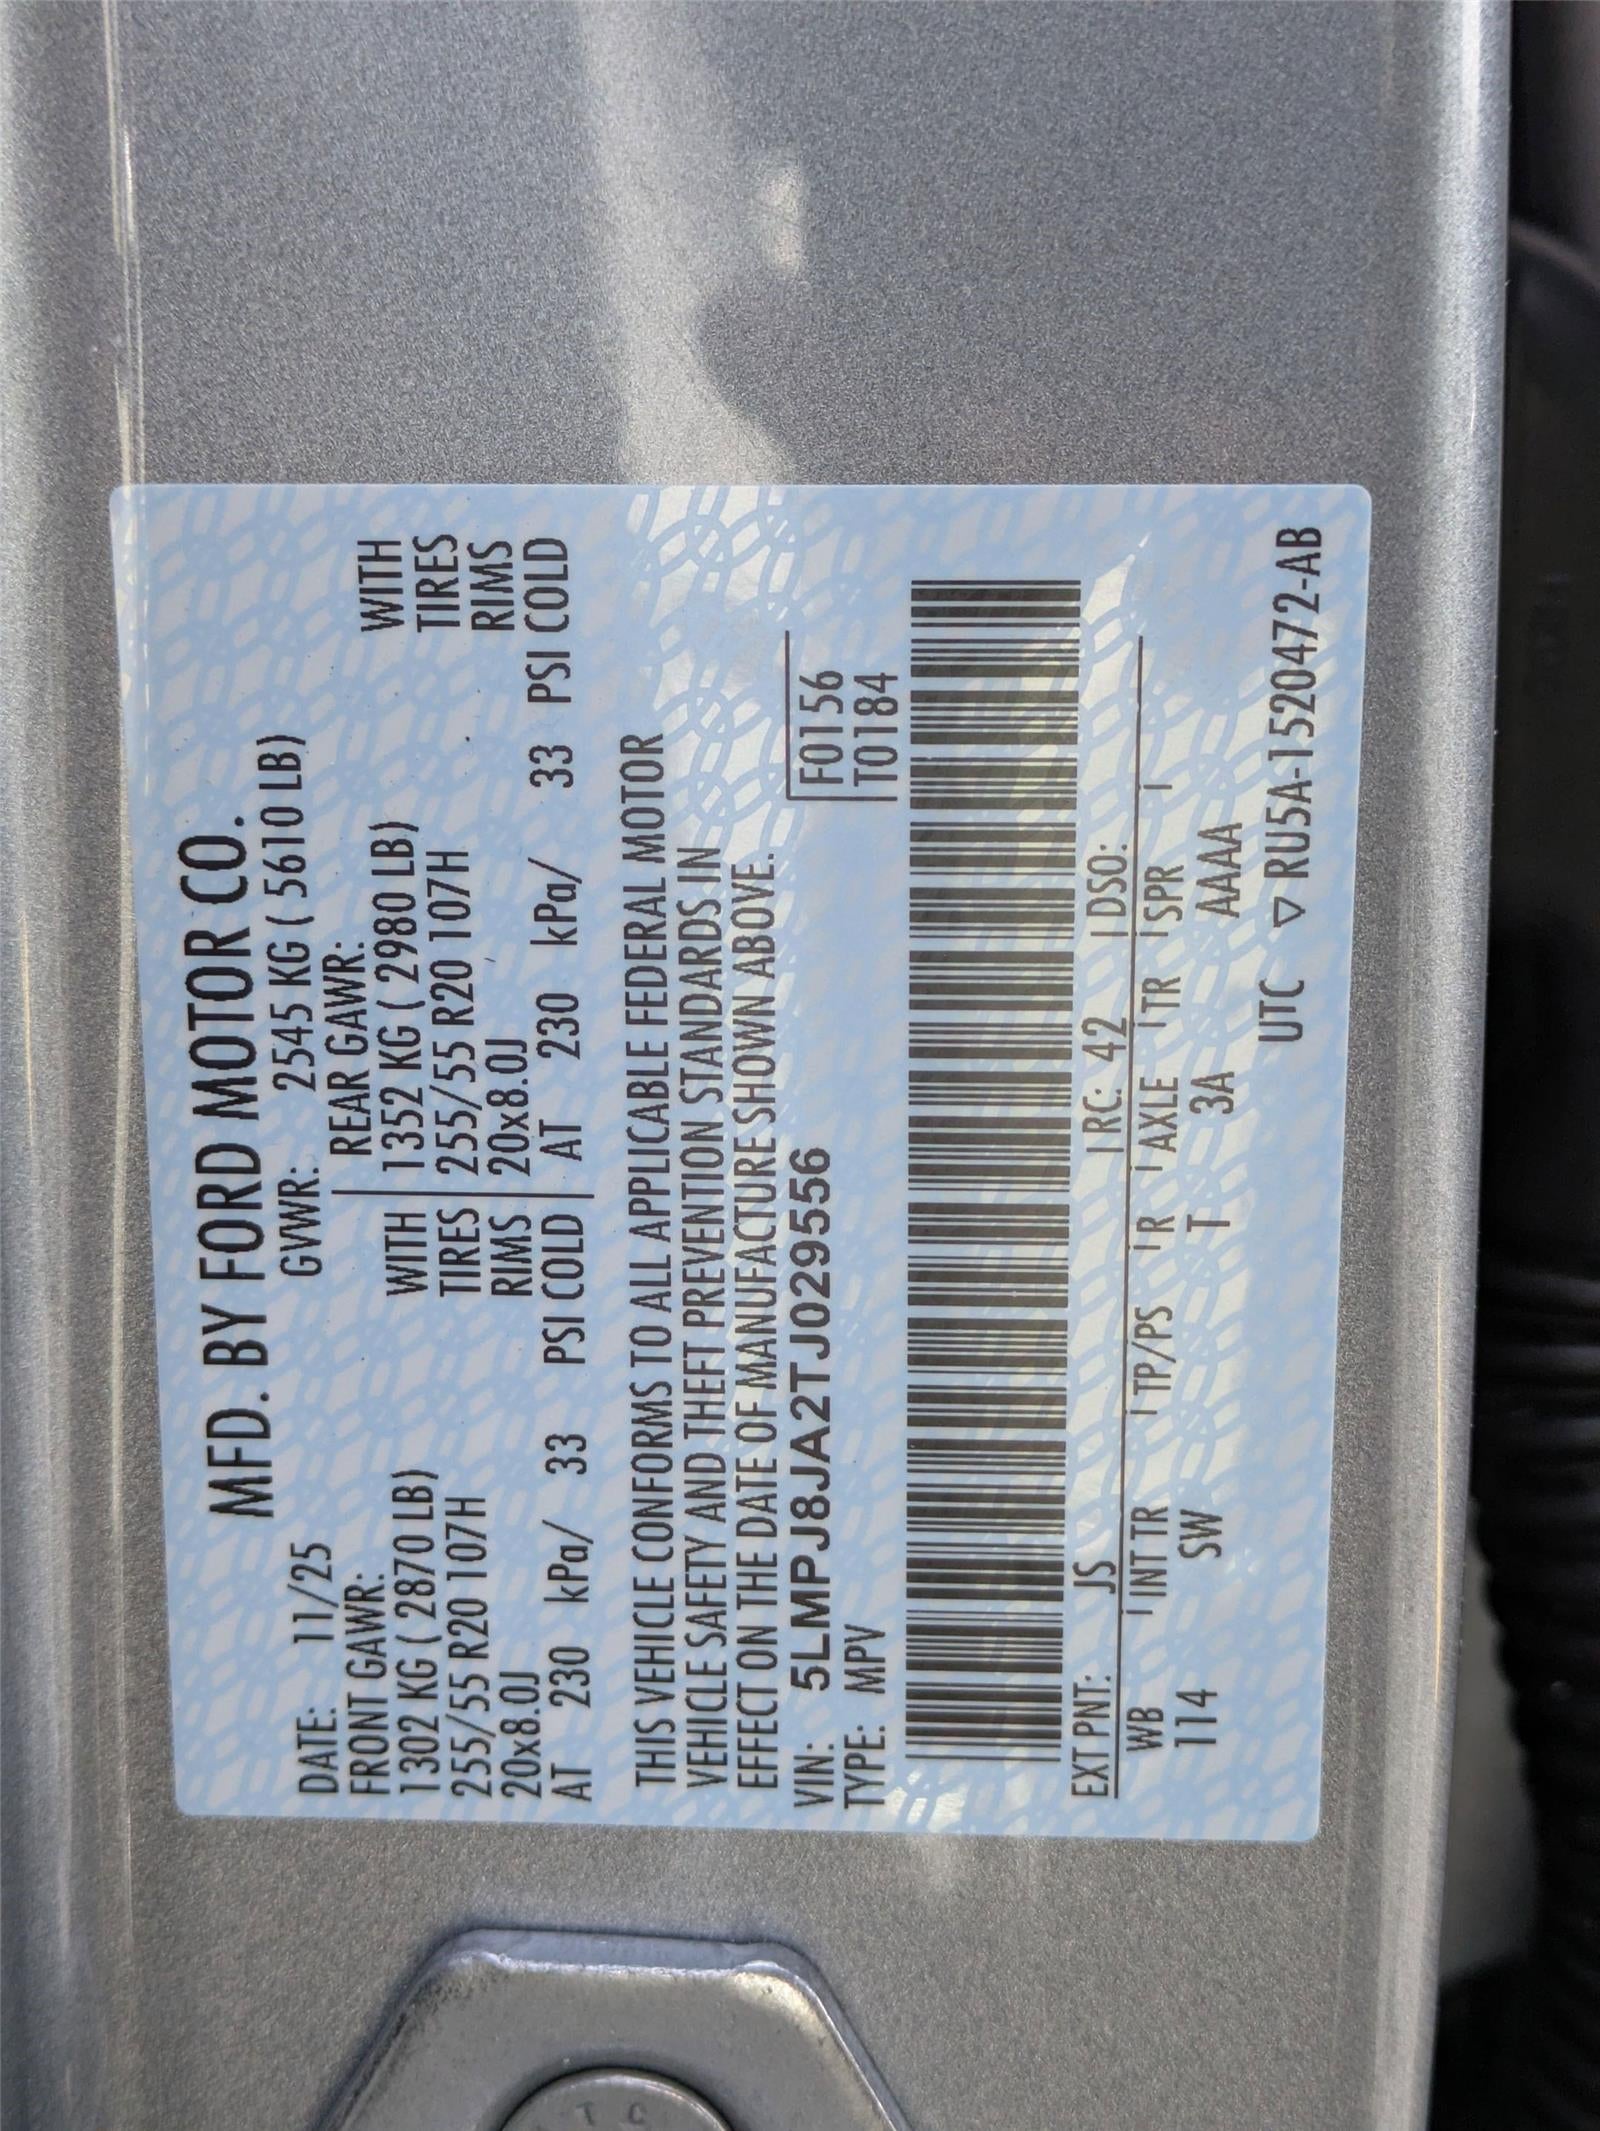 MFD. BY FORD MOTOR CO.
DATE: 11/25 GVWR: 2545 KG ( 5610 LB)
FRONT GAWR: REAR GAWR:
1302 KG ( 2870 LB) WITH 1352 KG ( 2980 LB) WITH
255/55 R20 107H TIRES 255/55 R20 107H TIRES
20x8.0J RIMS 20x8.0J RIMS
AT 230 kPa/ 33 PSI COLD AT 230 kPa/ 33 PSI COLD
THIS VEHICLE CONFORMS TO ALL APPLICABLE FEDERAL MOTOR
VEHICLE SAFETY AND THEFT PREVENTION STANDARDS IN
EFFECT ON THE DATE OF MANUFACTURE SHOWN ABOVE.
VIN: 5LMPJ8JA2TJ029556 F0156
TYPE: MPV T0184
EXT PNT: JS RC: 42 DSO:
WB INT TR TP/PS R AXLE TR SPR
114 SW T 3A AAAA
UTC ▽ RU5A-1520472-AB